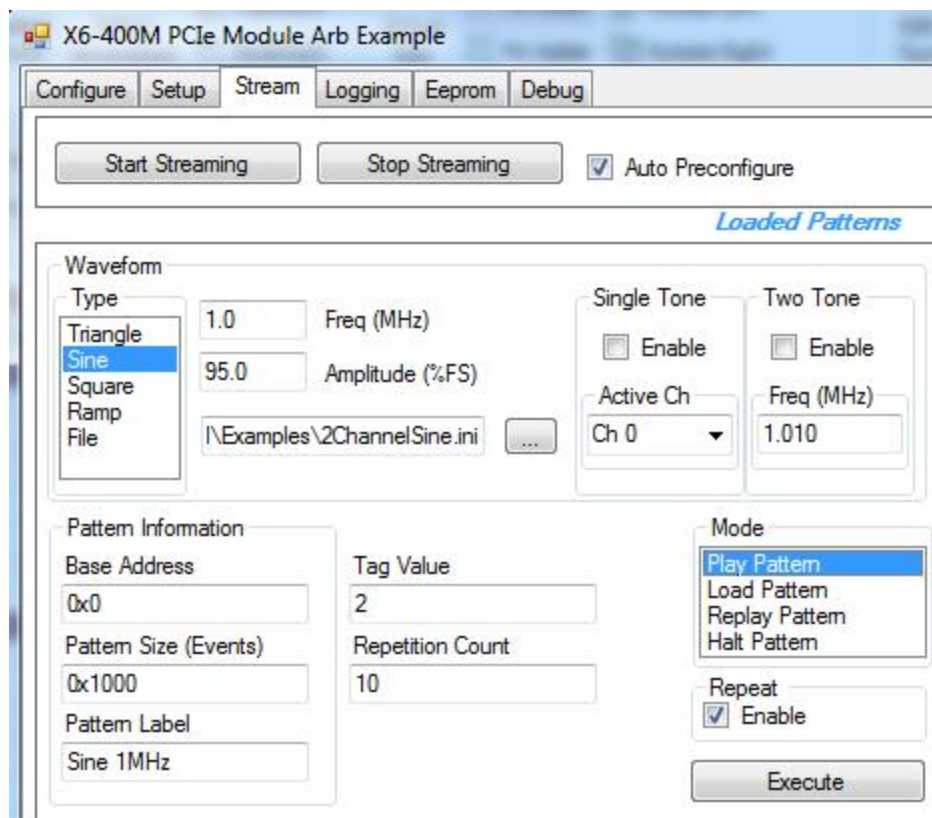 X6-400M PCIe Module Arb Example
Configure Setup Stream Logging Eeprom Debug
Start Streaming Stop Streaming Auto Preconfigure
Loaded Patterns
Waveform
Type
Triangle
Sine
Square
Ramp
File
1.0 Freq (MHz)
95.0 Amplitude (%FS)
l\Examples\2ChannelSine.ini ...
Single Tone
Enable
Active Ch
Ch 0
Two Tone
Enable
Freq (MHz)
1.010
Pattern Information
Base Address
0x0
Pattern Size (Events)
0x1000
Pattern Label
Sine 1MHz
Tag Value
2
Repetition Count
10
Mode
Play Pattern
Load Pattern
Replay Pattern
Halt Pattern
Repeat
Enable
Execute